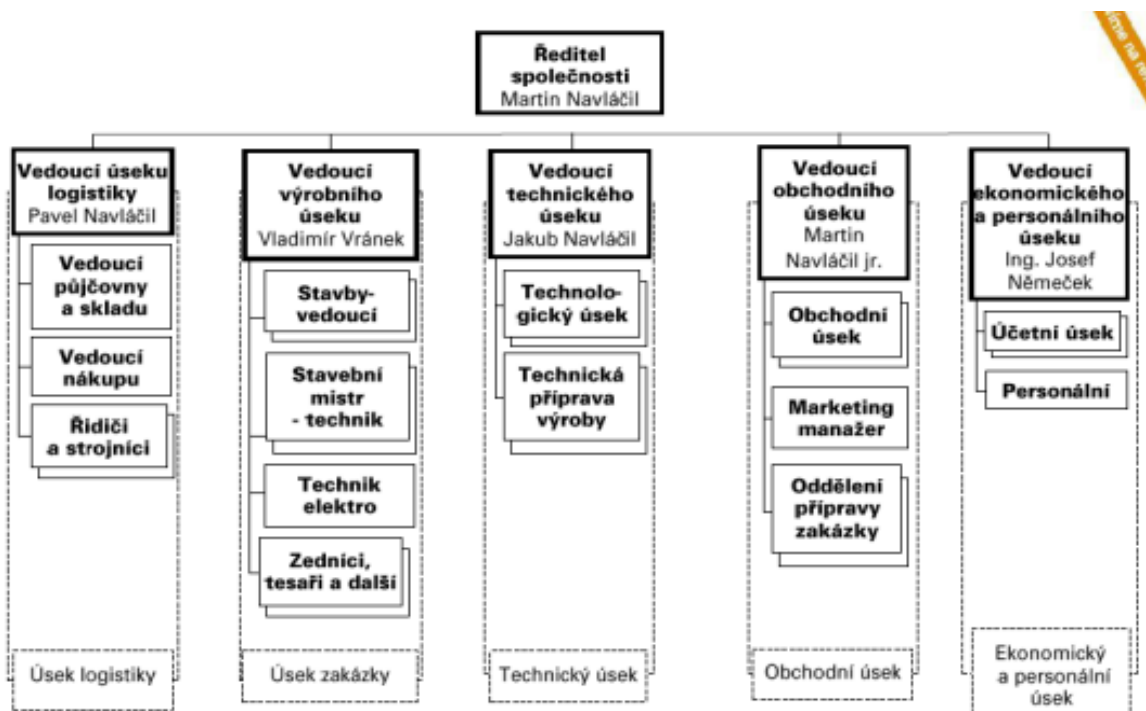 Ředitel
společnosti
Martin Navláčil
Vedoucí úseku
logistiky
Pavel Navláčil
Vedoucí
půjčovny
a skladu
Vedoucí
nákupu
Řidiči
a strojníci
Úsek logistiky
Vedoucí
výrobního
úseku
Vladimír Vránek
Stavby-
vedoucí
Stavební
mistr
- technik
Technik
elektro
Zedníci,
tesaři a další
Úsek zakázky
Vedoucí
technického
úseku
Jakub Navláčil
Technolo-
gický úsek
Technická
příprava
výroby
Technický úsek
Vedoucí
obchodního
úseku
Martin
Navláčil jr.
Obchodní
úsek
Marketing
manažer
Oddělení
přípravy
zakázky
Obchodní úsek
Vedoucí
ekonomického
a personálního
úseku
Ing. Josef
Němeček
Účetní úsek
Personální
Ekonomický
a personální
úsek